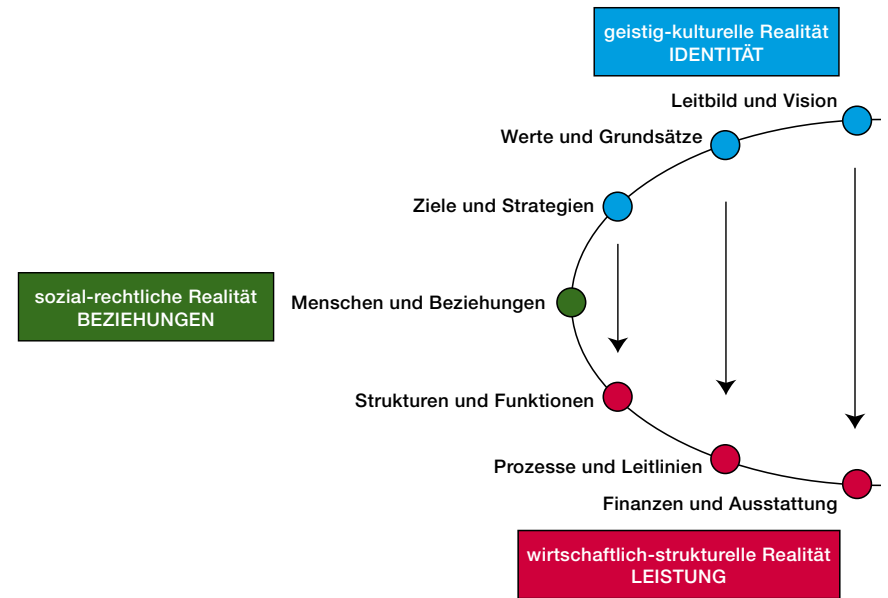 geistig-kulturelle Realität
IDENTITÄT
Leitbild und Vision
Werte und Grundsätze
Ziele und Strategien
sozial-rechtliche Realität
BEZIEHUNGEN
Menschen und Beziehungen
Strukturen und Funktionen
Prozesse und Leitlinien
Finanzen und Ausstattung
wirtschaftlich-strukturelle Realität
LEISTUNG